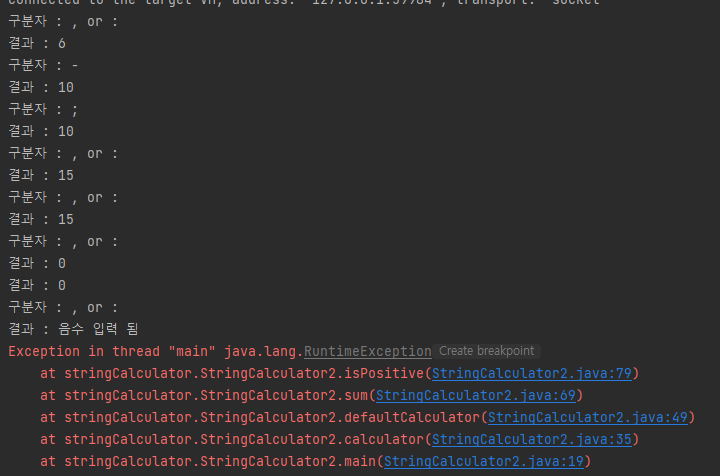 connected to the target VM, address: '127.0.0.1:59984', transport: 'socket'
구분자 : , or :
결과 : 6
구분자 : -
결과 : 10
구분자 : ;
결과 : 10
구분자 : , or :
결과 : 15
구분자 : , or :
결과 : 15
구분자 : , or :
결과 : 0
결과 : 0
구분자 : , or :
결과 : 음수 입력 됨
Exception in thread "main" java.lang.RuntimeException Create breakpoint
at stringCalculator.StringCalculator2.isPositive(StringCalculator2.java:79)
at stringCalculator.StringCalculator2.sum(StringCalculator2.java:69)
at stringCalculator.StringCalculator2.defaultCalculator(StringCalculator2.java:49)
at stringCalculator.StringCalculator2.calculator(StringCalculator2.java:35)
at stringCalculator.StringCalculator2.main(StringCalculator2.java:19)